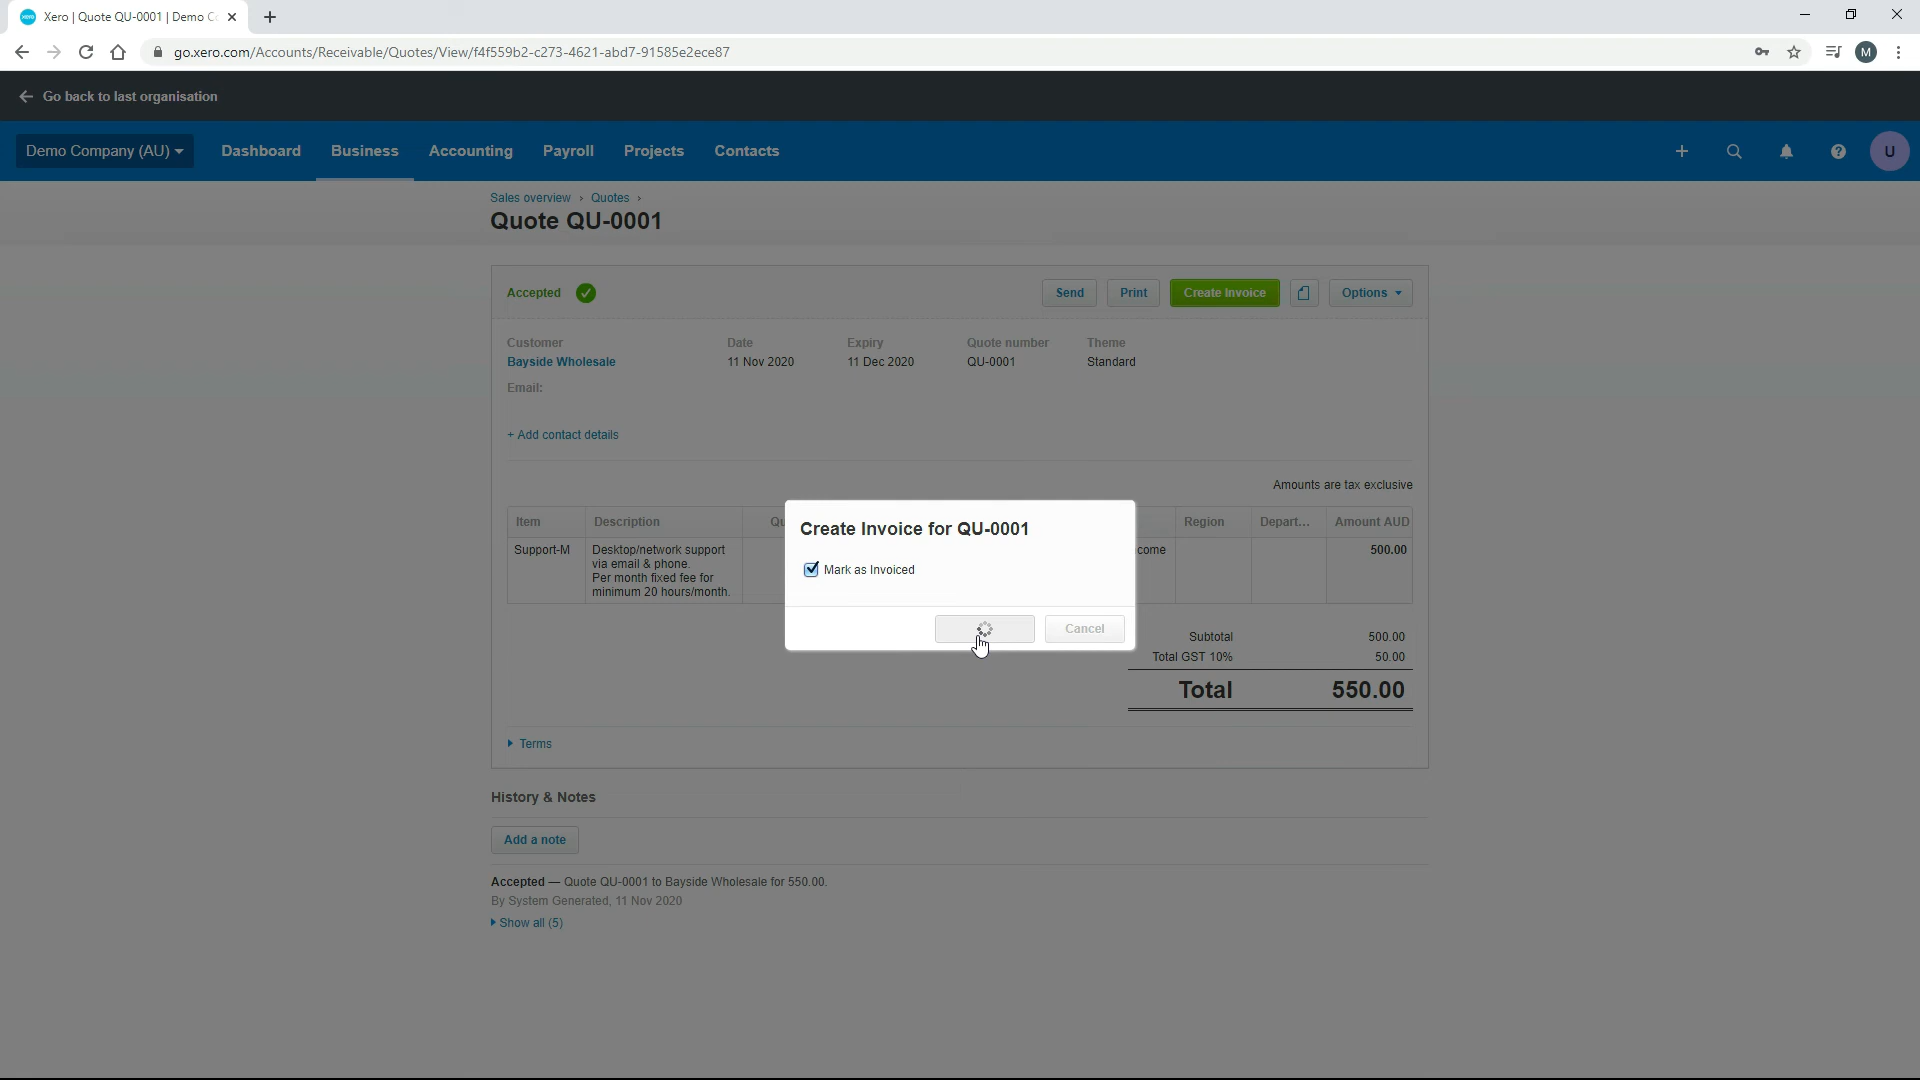 Xero | Quote QU-0001 | Demo C
go.xero.com/Accounts/Receivable/Quotes/View/f4f559b2-c273-4621-abd7-91585e2ece87
M
Go back to last organisation
Demo Company (AU)
Dashboard
Business
Accounting
Payroll
Projects
Contacts
U
Sales overview › Quotes ›
Quote QU-0001
Accepted
Send
Print
Create Invoice
Options
Customer
Date
Expiry
Quote number
Theme
Bayside Wholesale
11 Nov 2020
11 Dec 2020
QU-0001
Standard
Email:
+ Add contact details
Amounts are tax exclusive
Item
Description
Qu
Region
Depart...
Amount AUD
Support-M
Desktop/network support
via email & phone.
Per month fixed fee for
minimum 20 hours/month.
come
500.00
Create Invoice for QU-0001
Mark as Invoiced
Cancel
Subtotal
500.00
Total GST 10%
50.00
Total
550.00
Terms
History & Notes
Add a note
Accepted — Quote QU-0001 to Bayside Wholesale for 550.00.
By System Generated, 11 Nov 2020
Show all (5)